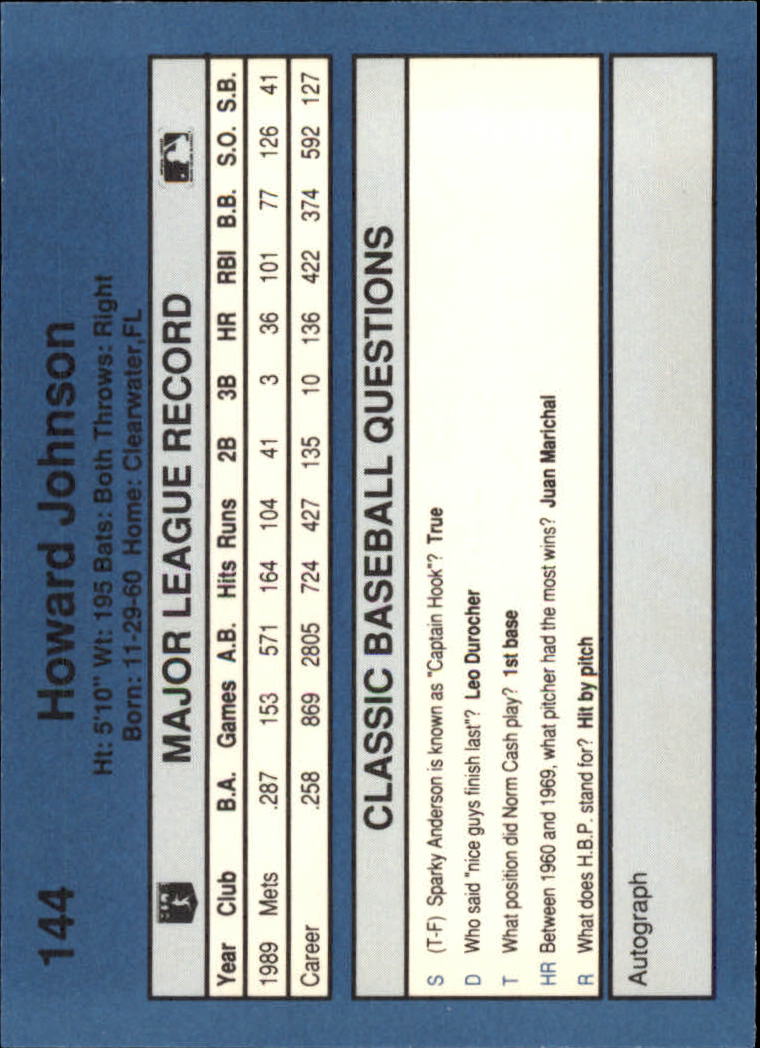 144 Howard Johnson
Ht: 5'10" Wt: 195 Bats: Both Throws: Right
Born: 11-29-60 Home: Clearwater,FL
MAJOR LEAGUE RECORD
Year Club B.A. Games A.B. Hits Runs 2B 3B HR RBI B.B. S.O. S.B.
1989 Mets .287 153 571 164 104 41 3 36 101 77 126 41
Career .258 869 2805 724 427 135 10 136 422 374 592 127
CLASSIC BASEBALL QUESTIONS
S (T-F) Sparky Anderson is known as "Captain Hook"? True
D Who said "nice guys finish last"? Leo Durocher
T What position did Norm Cash play? 1st base
HR Between 1960 and 1969, what pitcher had the most wins? Juan Marichal
R What does H.B.P. stand for? Hit by pitch
Autograph